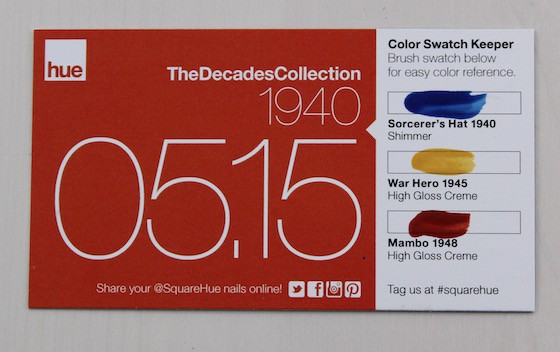 hue
TheDecadesCollection
1940
05.15
Share your @SquareHue nails online!
Color Swatch Keeper
Brush swatch below
for easy color reference.
Sorcerer's Hat 1940
Shimmer
War Hero 1945
High Gloss Creme
Mambo 1948
High Gloss Creme
Tag us at #squarehue